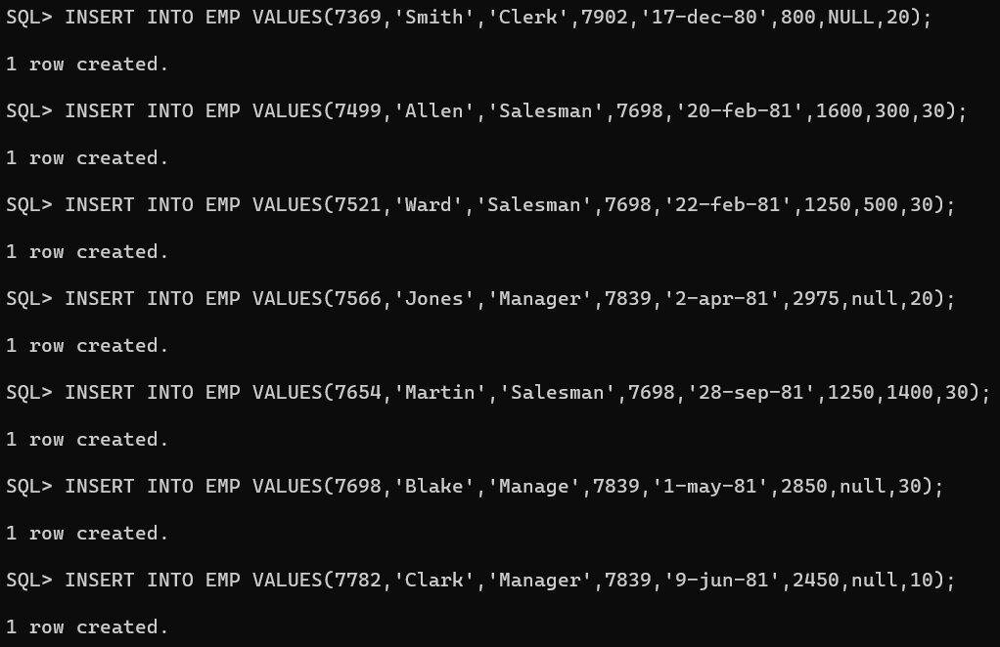 SQL> INSERT INTO EMP VALUES(7369,'Smith','Clerk',7902,'17-dec-80',800,NULL,20);
1 row created.
SQL> INSERT INTO EMP VALUES(7499,'Allen','Salesman',7698,'20-feb-81',1600,300,30);
1 row created.
SQL> INSERT INTO EMP VALUES(7521,'Ward','Salesman',7698,'22-feb-81',1250,500,30);
1 row created.
SQL> INSERT INTO EMP VALUES(7566,'Jones','Manager',7839,'2-apr-81',2975,null,20);
1 row created.
SQL> INSERT INTO EMP VALUES(7654,'Martin','Salesman',7698,'28-sep-81',1250,1400,30);
1 row created.
SQL> INSERT INTO EMP VALUES(7698,'Blake','Manage',7839,'1-may-81',2850,null,30);
1 row created.
SQL> INSERT INTO EMP VALUES(7782,'Clark','Manager',7839,'9-jun-81',2450,null,10);
1 row created.